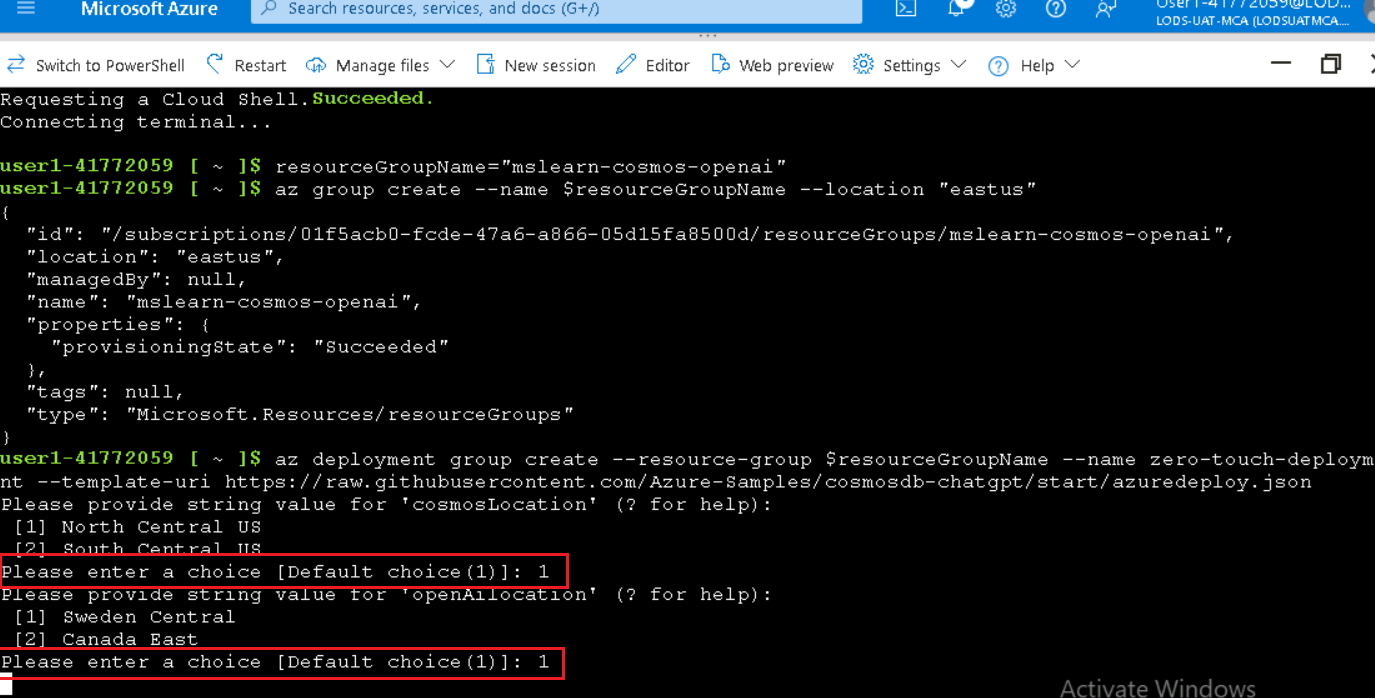 Microsoft Azure
Search resources, services, and docs (G+/)
User1-41772059@LOD...
LODS-UAT-MCA (LODSUATMCA....
Switch to PowerShell
Restart
Manage files
New session
Editor
Web preview
Settings
Help
Requesting a Cloud Shell.Succeeded.
Connecting terminal...
user1-41772059 [ ~ ]$ resourceGroupName="mslearn-cosmos-openai"
user1-41772059 [ ~ ]$ az group create --name $resourceGroupName --location "eastus"
{
"id": "/subscriptions/01f5acb0-fcde-47a6-a866-05d15fa8500d/resourceGroups/mslearn-cosmos-openai",
"location": "eastus",
"managedBy": null,
"name": "mslearn-cosmos-openai",
"properties": {
"provisioningState": "Succeeded"
},
"tags": null,
"type": "Microsoft.Resources/resourceGroups"
}
user1-41772059 [ ~ ]$ az deployment group create --resource-group $resourceGroupName --name zero-touch-deploym
nt --template-uri https://raw.githubusercontent.com/Azure-Samples/cosmosdb-chatgpt/start/azuredeploy.json
Please provide string value for 'cosmosLocation' (? for help):
[1] North Central US
[2] South Central US
Please enter a choice [Default choice(1)]: 1
Please provide string value for 'openAilocation' (? for help):
[1] Sweden Central
[2] Canada East
Please enter a choice [Default choice(1)]: 1
Activate Windows